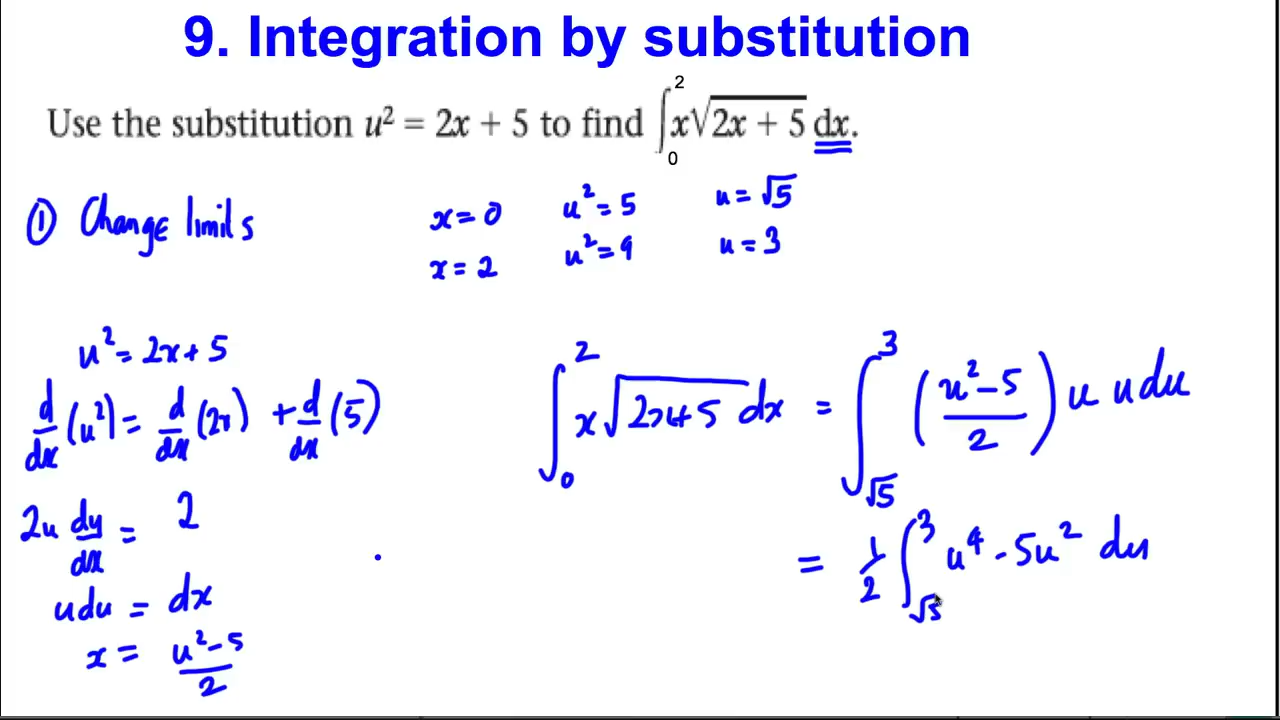 9. Integration by substitution
Use the substitution u² = 2x + 5 to find ∫₀² x√(2x + 5) dx.
① Change limits
x = 0 u² = 5 u = √5
x = 2 u² = 9 u = 3
u² = 2x + 5
d/dx (u²) = d/dx (2x) + d/dx (5)
2u dy/dx = 2
u du = dx
x = (u² - 5)/2
∫₀² x√(2x+5) dx = ∫_√5^3 ((u² - 5)/2) u u du
= 1/2 ∫_√5^3 u⁴ - 5u² du